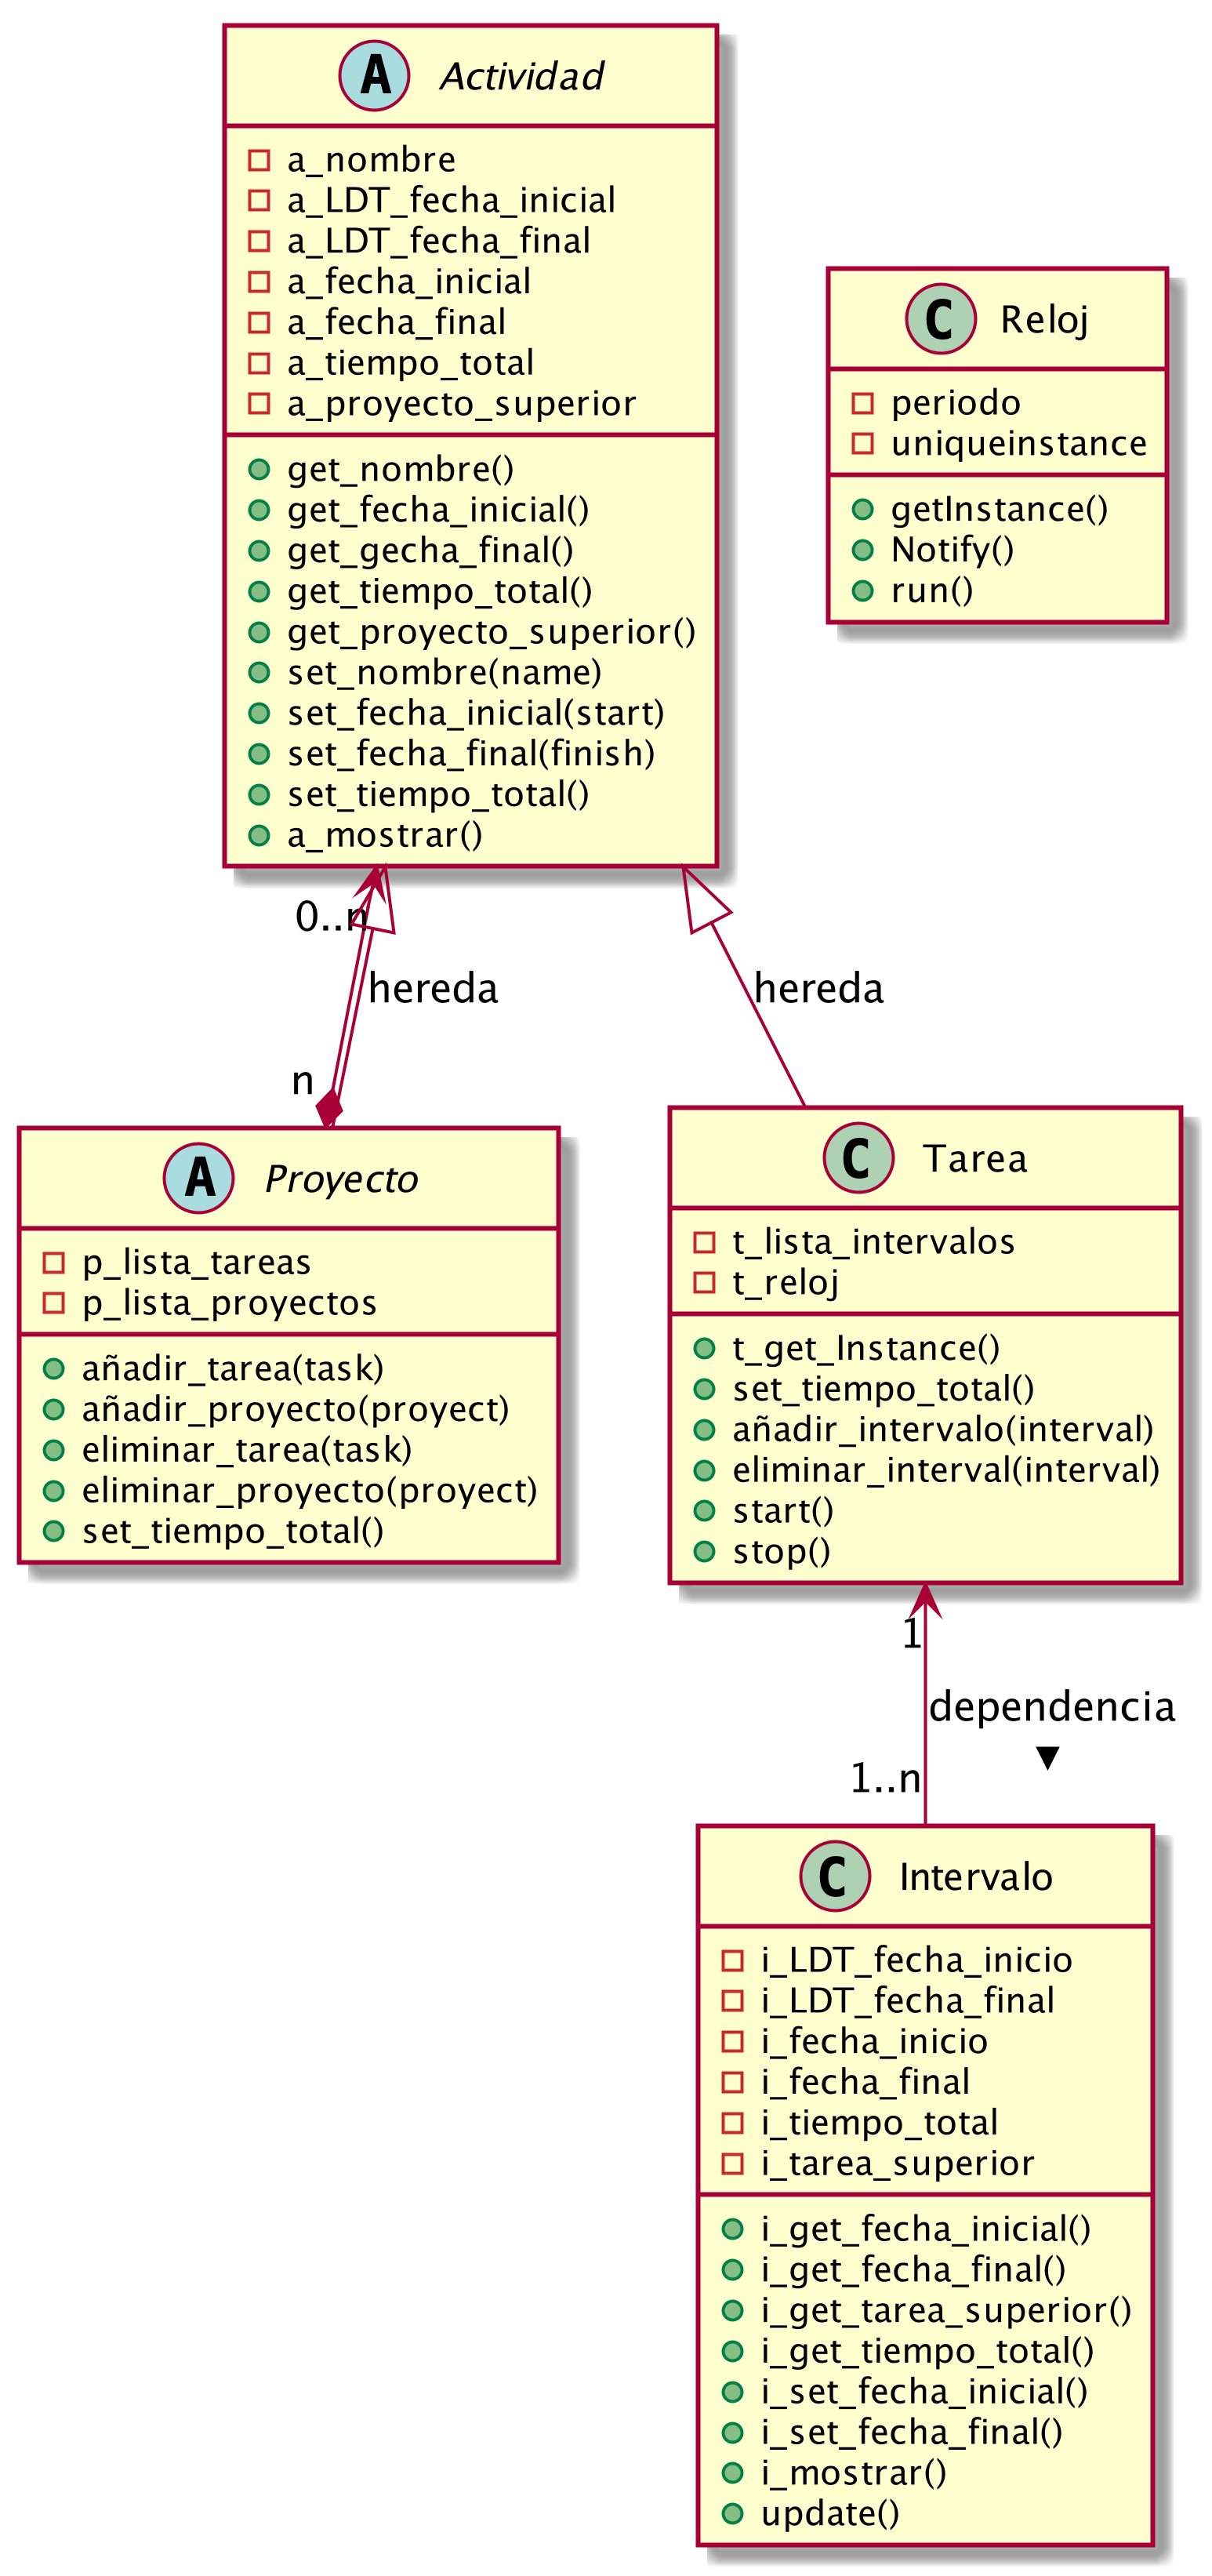 A Actividad
a_nombre
a_LDT_fecha_inicial
a_LDT_fecha_final
a_fecha_inicial
a_fecha_final
a_tiempo_total
a_proyecto_superior
get_nombre()
get_fecha_inicial()
get_gecha_final()
get_tiempo_total()
get_proyecto_superior()
set_nombre(name)
set_fecha_inicial(start)
set_fecha_final(finish)
set_tiempo_total()
a_mostrar()
C Reloj
periodo
uniqueinstance
getInstance()
Notify()
run()
0..n
hereda
n
hereda
A Proyecto
p_lista_tareas
p_lista_proyectos
añadir_tarea(task)
añadir_proyecto(proyect)
eliminar_tarea(task)
eliminar_proyecto(proyect)
set_tiempo_total()
C Tarea
t_lista_intervalos
t_reloj
t_get_Instance()
set_tiempo_total()
añadir_intervalo(interval)
eliminar_interval(interval)
start()
stop()
1
dependencia
1..n
C Intervalo
i_LDT_fecha_inicio
i_LDT_fecha_final
i_fecha_inicio
i_fecha_final
i_tiempo_total
i_tarea_superior
i_get_fecha_inicial()
i_get_fecha_final()
i_get_tarea_superior()
i_get_tiempo_total()
i_set_fecha_inicial()
i_set_fecha_final()
i_mostrar()
update()